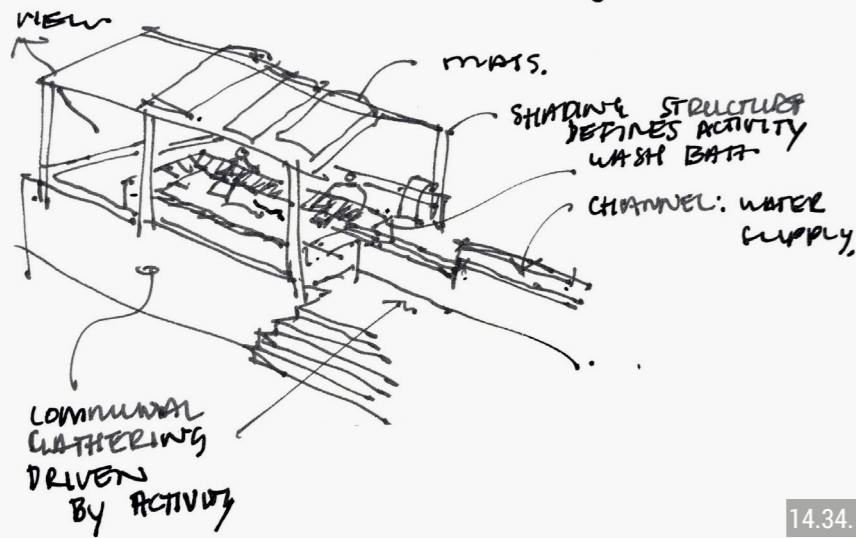 VIEW
MATS.
SHADING STRUCTURE
DEFINES ACTIVITY
WASH BATH
CHANNEL: WATER
SUPPLY.
COMMUNAL
GATHERING
DRIVEN
BY ACTIVITY
14.34.